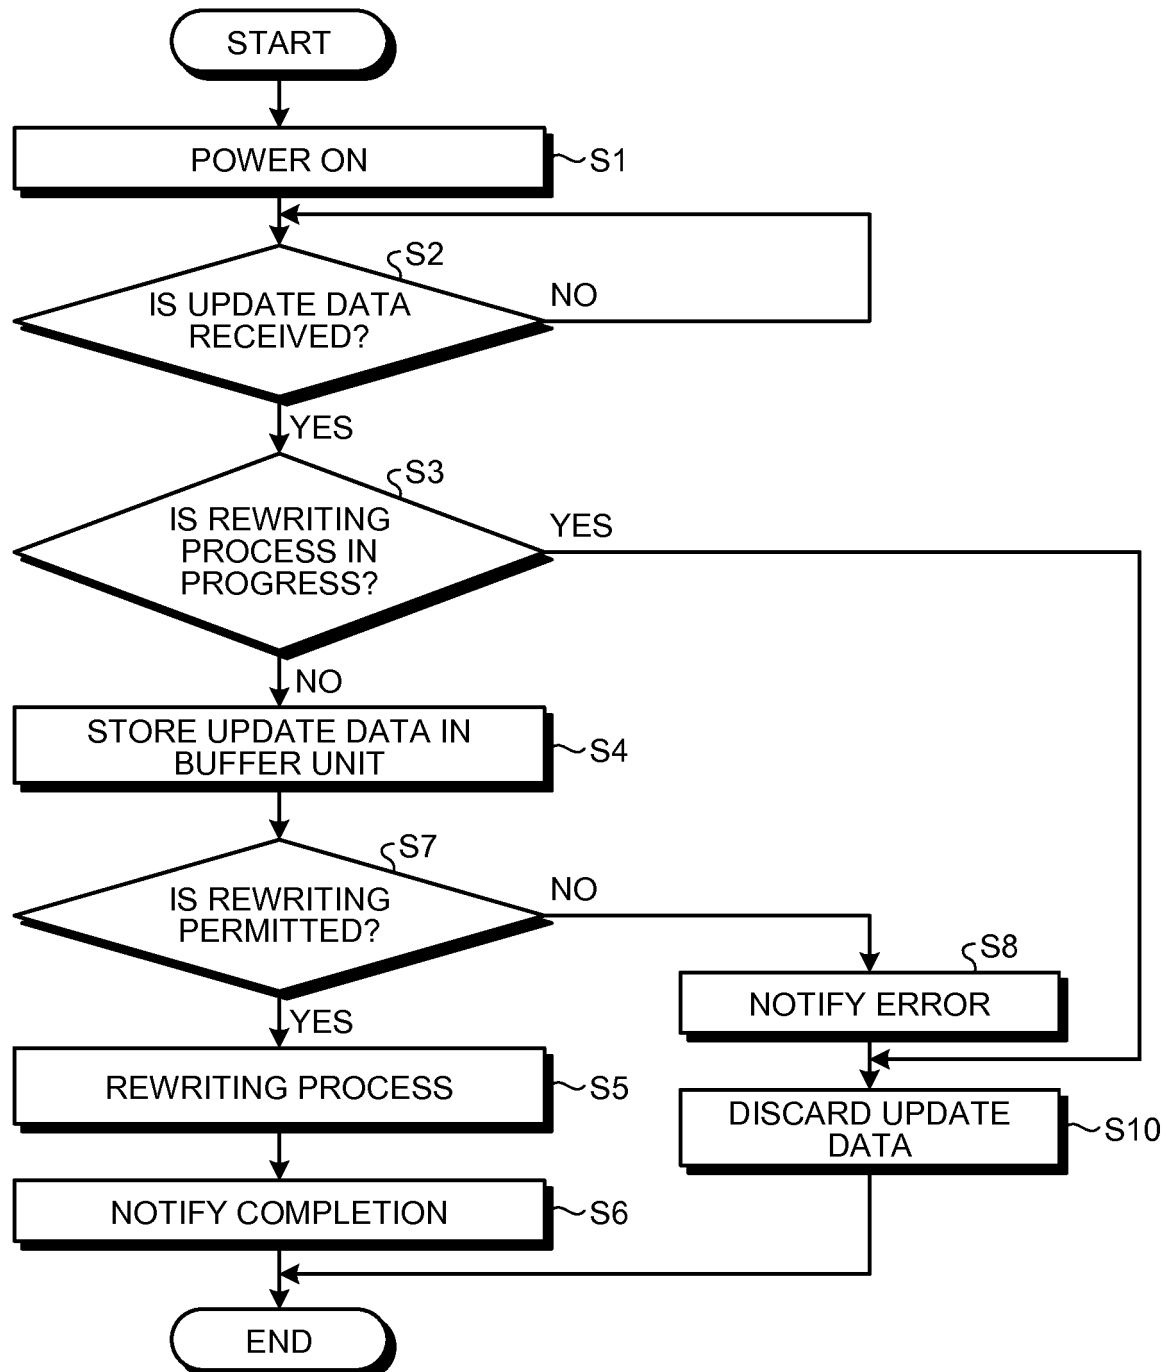 START
POWER ON
S1
S2
IS UPDATE DATA
RECEIVED?
NO
YES
S3
IS REWRITING
PROCESS IN
PROGRESS?
YES
NO
STORE UPDATE DATA IN
BUFFER UNIT
S4
S7
IS REWRITING
PERMITTED?
NO
S8
NOTIFY ERROR
YES
REWRITING PROCESS
S5
DISCARD UPDATE
DATA
S10
NOTIFY COMPLETION
S6
END